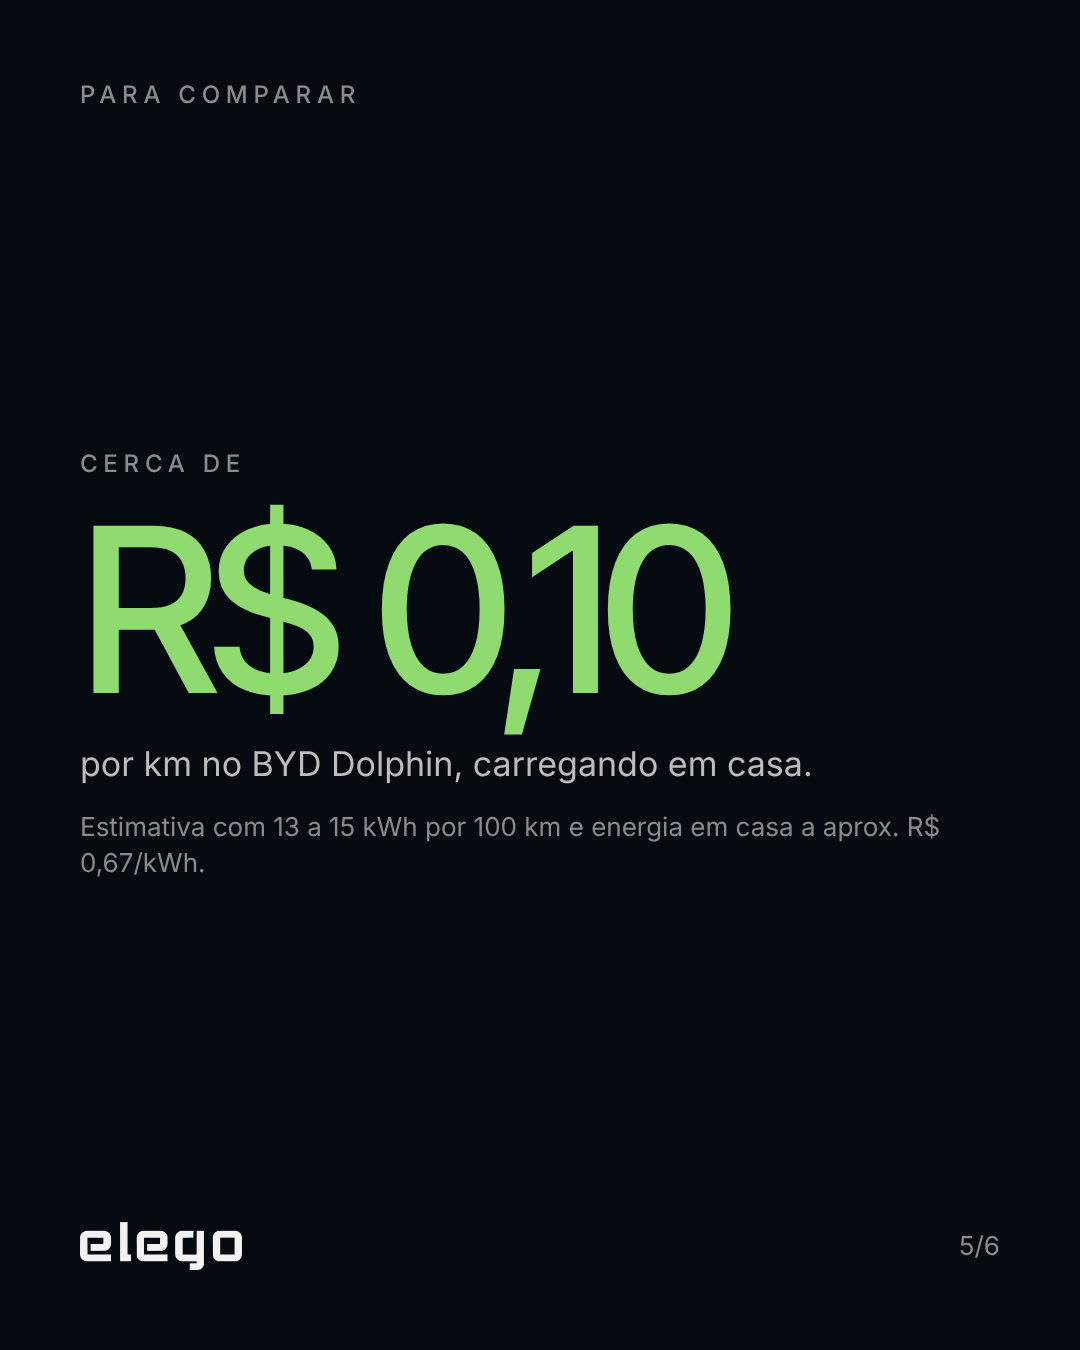 PARA COMPARAR
CERCA DE
R$ 0,10
por km no BYD Dolphin, carregando em casa.
Estimativa com 13 a 15 kWh por 100 km e energia em casa a aprox. R$
0,67/kWh.
elego
5/6